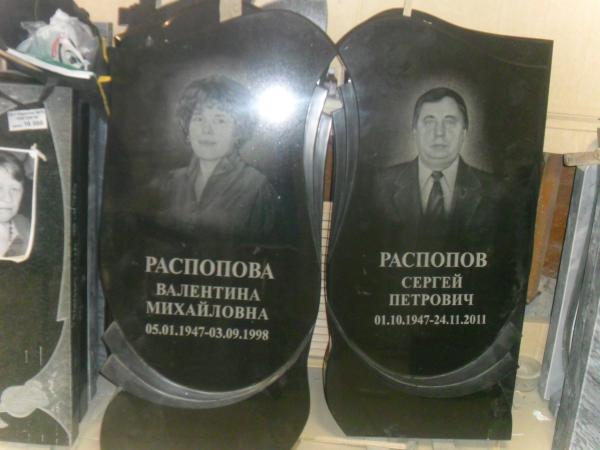 РАСПОПОВА
ВАЛЕНТИНА
МИХАЙЛОВНА
05.01.1947-03.09.1998
РАСПОПОВ
СЕРГЕЙ
ПЕТРОВИЧ
01.10.1947-24.11.2011